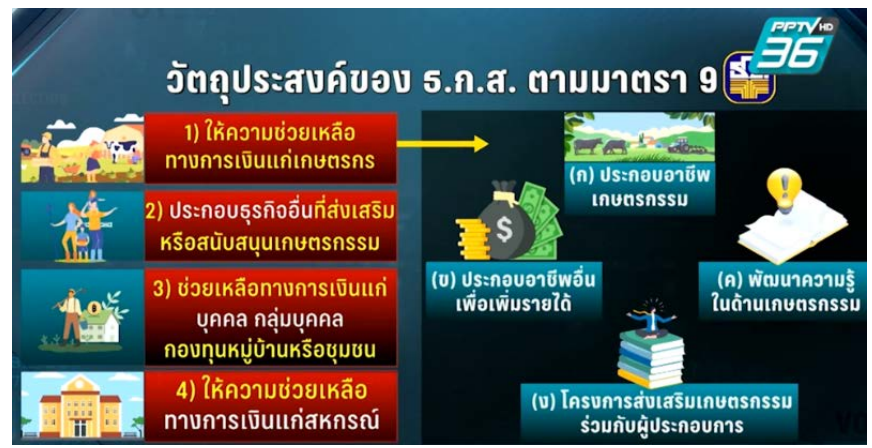 PPTV HD
36
วัตถุประสงค์ของ ธ.ก.ส. ตามมาตรา 9
1) ให้ความช่วยเหลือ
ทางการเงินแก่เกษตรกร
2) ประกอบธุรกิจอื่นที่ส่งเสริม
หรือสนับสนุนเกษตรกรรม
3) ช่วยเหลือทางการเงินแก่
บุคคล กลุ่มบุคคล
กองทุนหมู่บ้านหรือชุมชน
4) ให้ความช่วยเหลือ
ทางการเงินแก่สหกรณ์
(ก) ประกอบอาชีพ
เกษตรกรรม
(ข) ประกอบอาชีพอื่น
เพื่อเพิ่มรายได้
(ค) พัฒนาความรู้
ในด้านเกษตรกรรม
(ง) โครงการส่งเสริมเกษตรกรรม
ร่วมกับผู้ประกอบการ